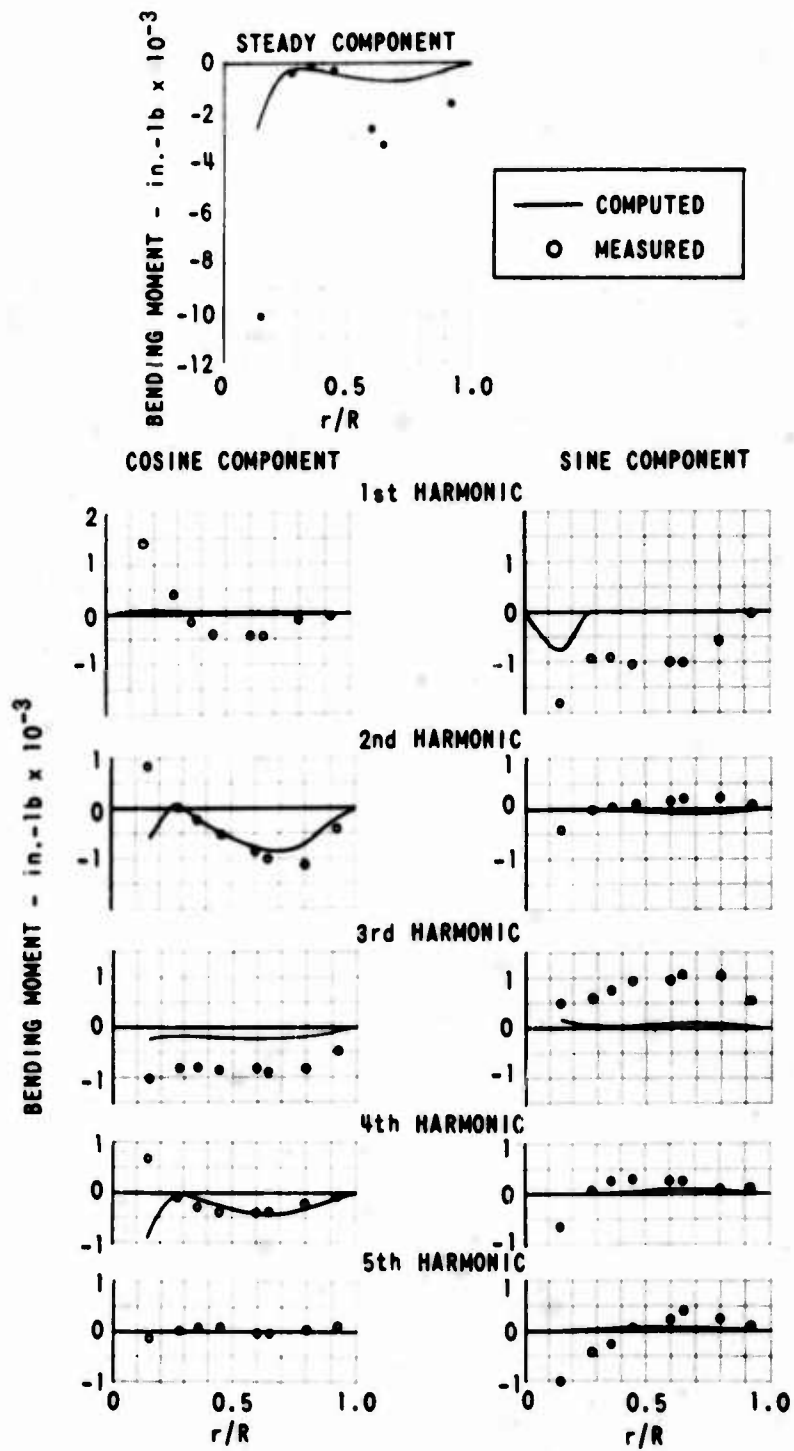 STEADY COMPONENT
BENDING MOMENT - in.-lb x 10⁻³
0
-2
-4
-6
-8
-10
-12
0 0.5 1.0
r/R
COMPUTED
MEASURED
COSINE COMPONENT SINE COMPONENT
1st HARMONIC
2
1
0
-1
1
0
-1
2nd HARMONIC
1
0
-1
1
0
-1
3rd HARMONIC
1
0
-1
1
0
-1
4th HARMONIC
1
0
-1
1
0
-1
5th HARMONIC
1
0
-1
1
0
-1
0 0.5 1.0
r/R
0 0.5 1.0
r/R
BENDING MOMENT - in.-lb x 10⁻³